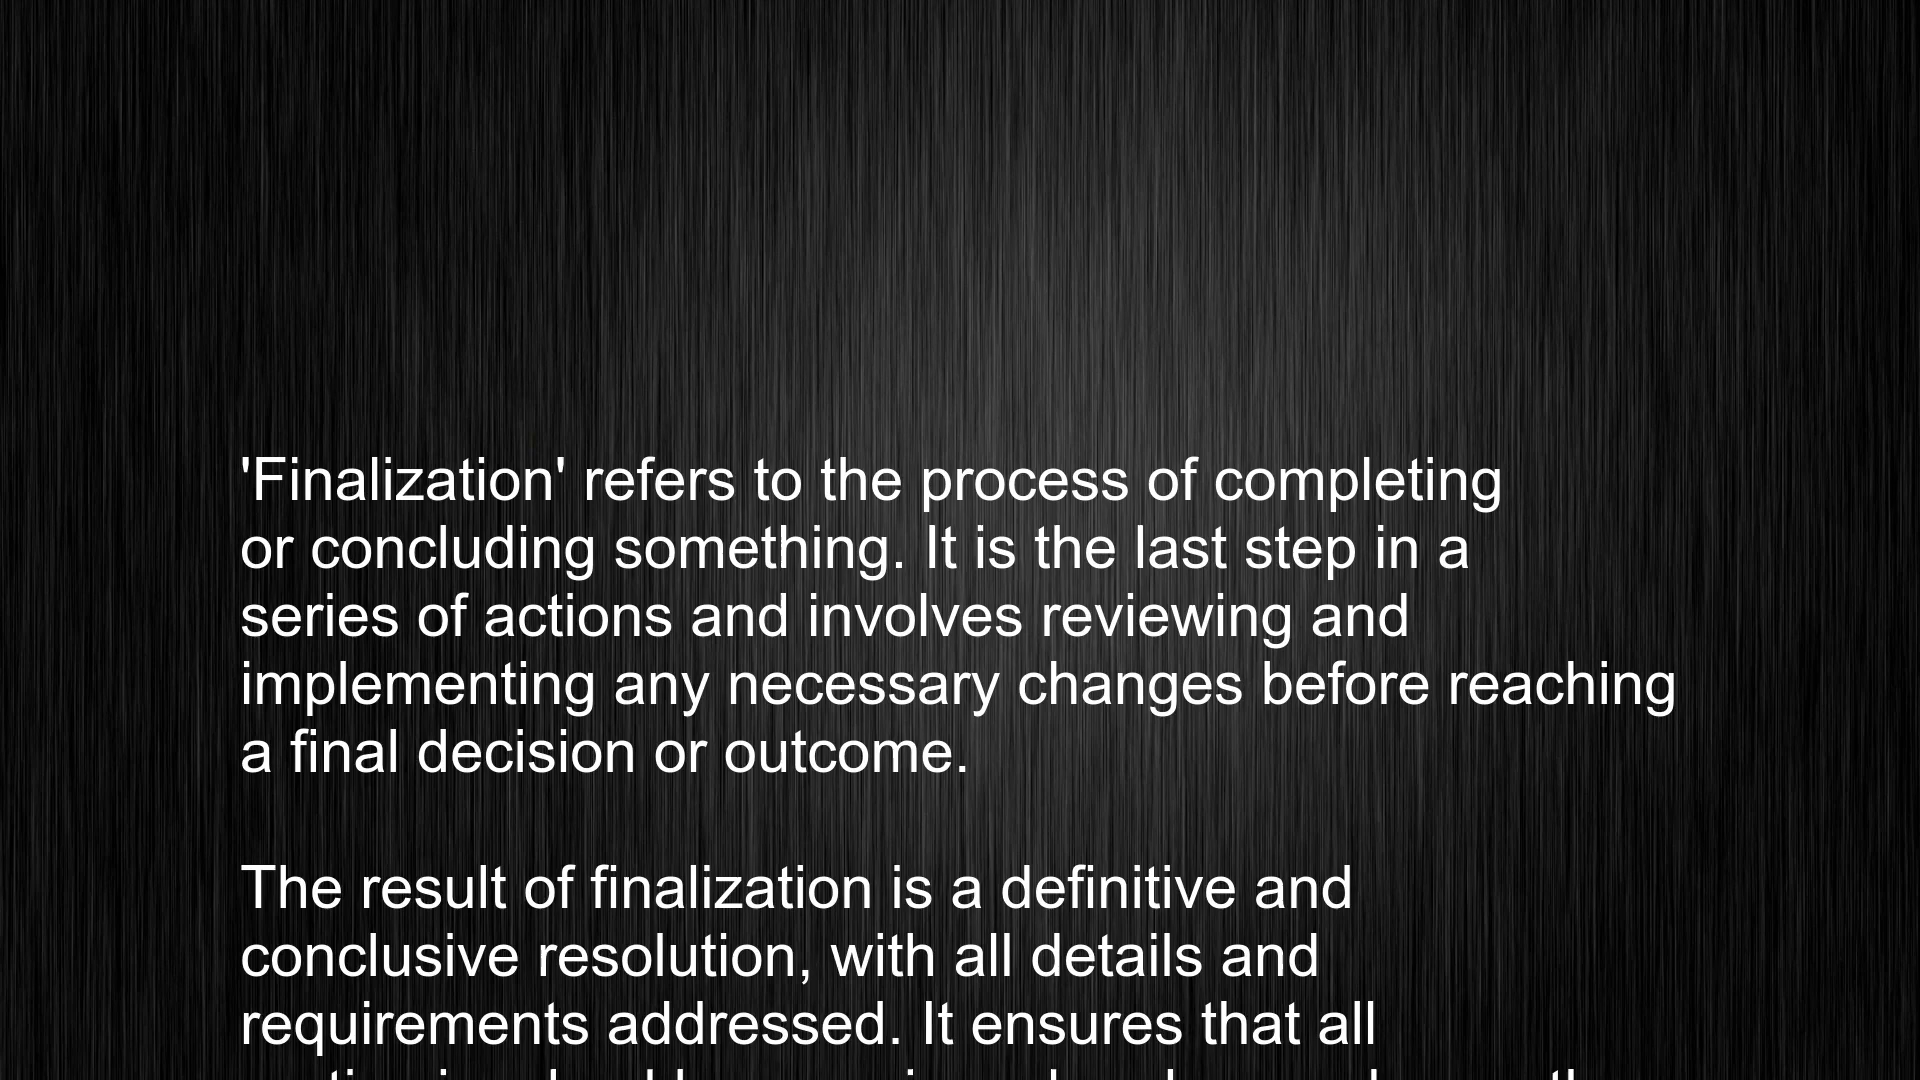 'Finalization' refers to the process of completing
or concluding something. It is the last step in a
series of actions and involves reviewing and
implementing any necessary changes before reaching
a final decision or outcome.
The result of finalization is a definitive and
conclusive resolution, with all details and
requirements addressed. It ensures that all